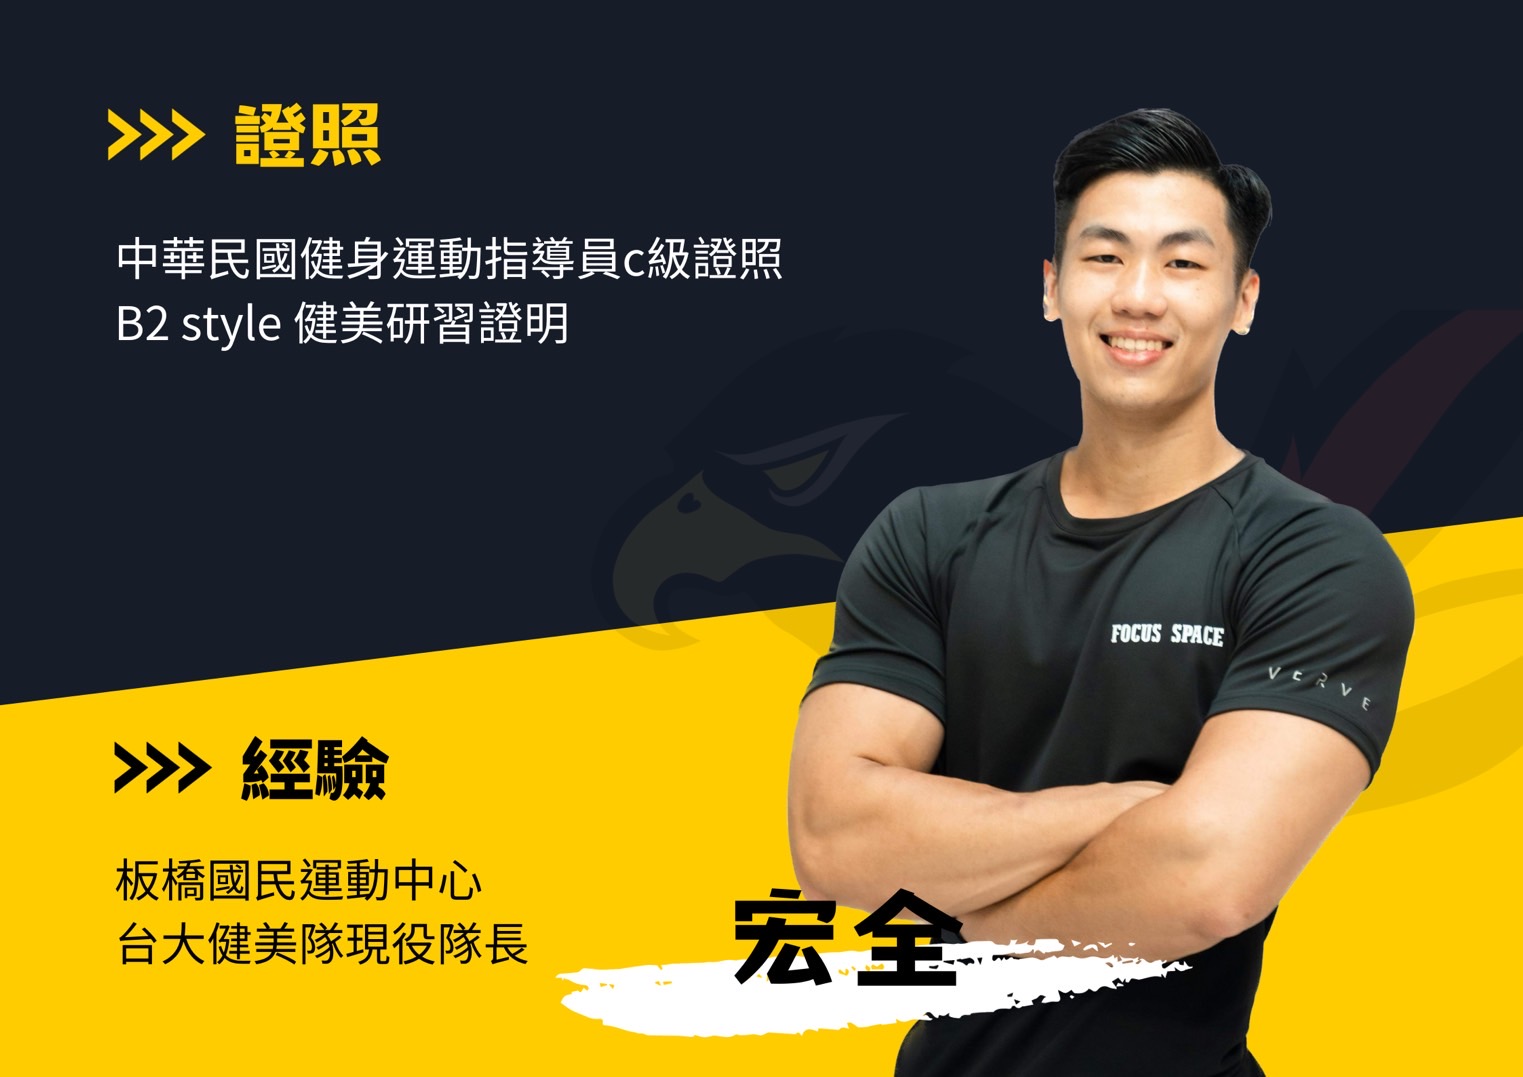 >>> 證照
中華民國健身運動指導員c級證照
B2 style 健美研習證明
FOCUS SPACE
VERVE
>>> 經驗
板橋國民運動中心
台大健美隊現役隊長
宏全